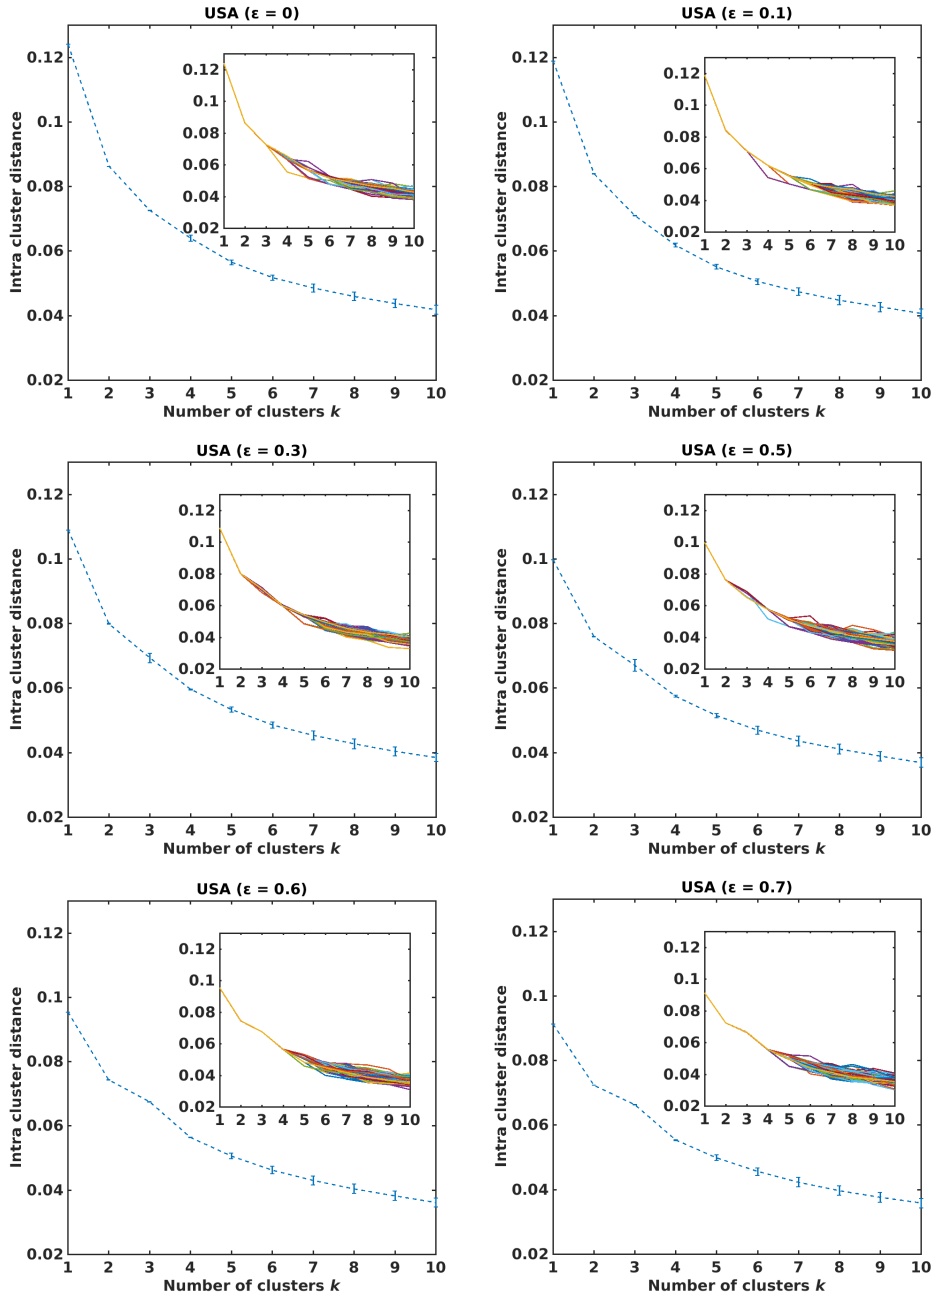 USA (ε = 0)
0.12
0.1
0.08
0.06
0.04
0.02
Intra cluster distance
1 2 3 4 5 6 7 8 9 10
Number of clusters k
0.12
0.1
0.08
0.06
0.04
0.02
1 2 3 4 5 6 7 8 9 10
USA (ε = 0.1)
0.12
0.1
0.08
0.06
0.04
0.02
Intra cluster distance
1 2 3 4 5 6 7 8 9 10
Number of clusters k
0.12
0.1
0.08
0.06
0.04
0.02
1 2 3 4 5 6 7 8 9 10
USA (ε = 0.3)
0.12
0.1
0.08
0.06
0.04
0.02
Intra cluster distance
1 2 3 4 5 6 7 8 9 10
Number of clusters k
0.12
0.1
0.08
0.06
0.04
0.02
1 2 3 4 5 6 7 8 9 10
USA (ε = 0.5)
0.12
0.1
0.08
0.06
0.04
0.02
Intra cluster distance
1 2 3 4 5 6 7 8 9 10
Number of clusters k
0.12
0.1
0.08
0.06
0.04
0.02
1 2 3 4 5 6 7 8 9 10
USA (ε = 0.6)
0.12
0.1
0.08
0.06
0.04
0.02
Intra cluster distance
1 2 3 4 5 6 7 8 9 10
Number of clusters k
0.12
0.1
0.08
0.06
0.04
0.02
1 2 3 4 5 6 7 8 9 10
USA (ε = 0.7)
0.12
0.1
0.08
0.06
0.04
0.02
Intra cluster distance
1 2 3 4 5 6 7 8 9 10
Number of clusters k
0.12
0.1
0.08
0.06
0.04
0.02
1 2 3 4 5 6 7 8 9 10